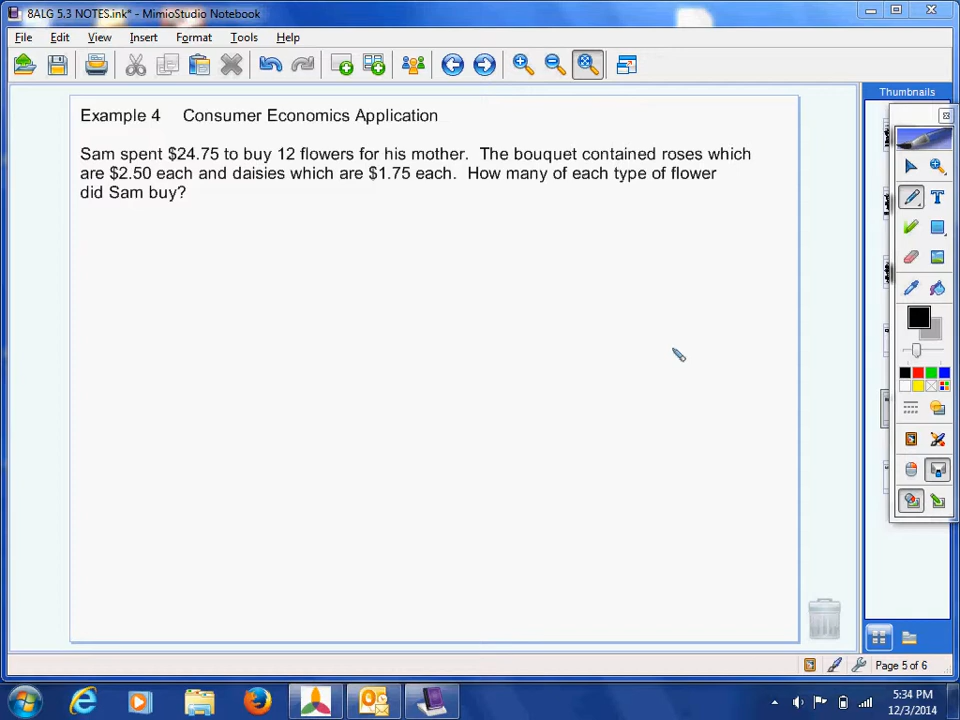 8ALG 5.3 NOTES.ink* - MimioStudio Notebook
File Edit View Insert Format Tools Help
Thumbnails
Example 4 Consumer Economics Application
Sam spent $24.75 to buy 12 flowers for his mother. The bouquet contained roses which
are $2.50 each and daisies which are $1.75 each. How many of each type of flower
did Sam buy?
T
Page 5 of 6
5:34 PM
12/3/2014